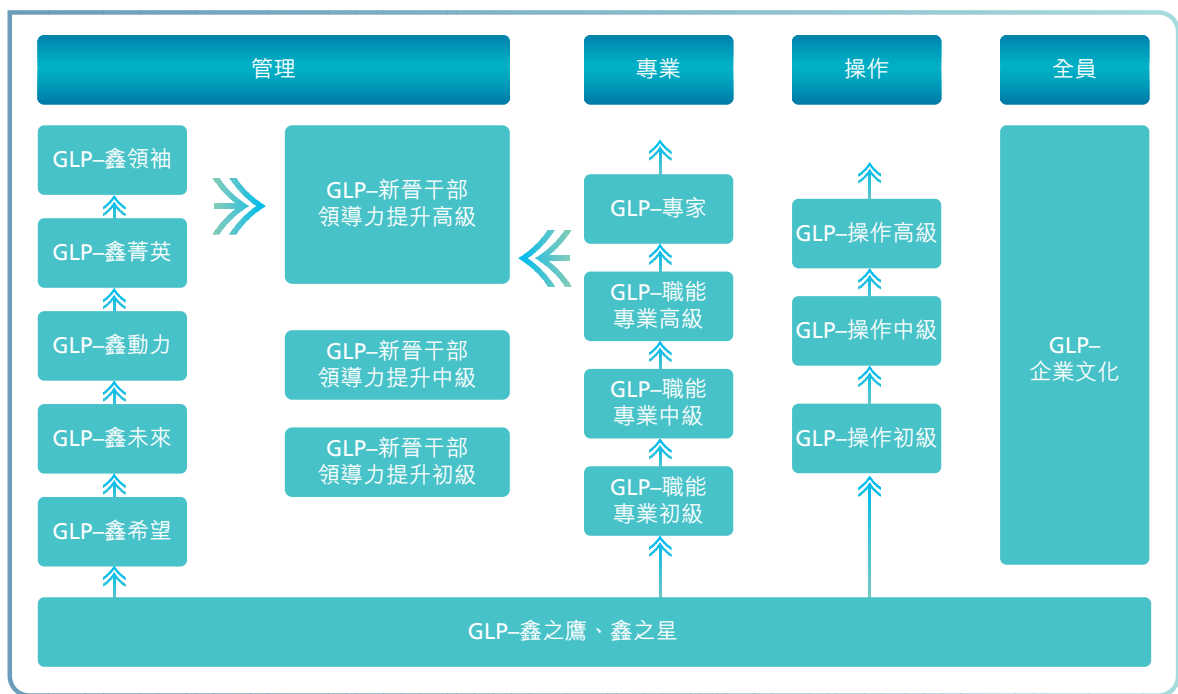 管理
專業
操作
全員
GLP–鑫領袖
GLP–鑫菁英
GLP–鑫動力
GLP–鑫未來
GLP–鑫希望
GLP–新晉干部
領導力提升高級
GLP–新晉干部
領導力提升中級
GLP–新晉干部
領導力提升初級
GLP–專家
GLP–職能
專業高級
GLP–職能
專業中級
GLP–職能
專業初級
GLP–操作高級
GLP–操作中級
GLP–操作初級
GLP–
企業文化
GLP–鑫之鷹、鑫之星